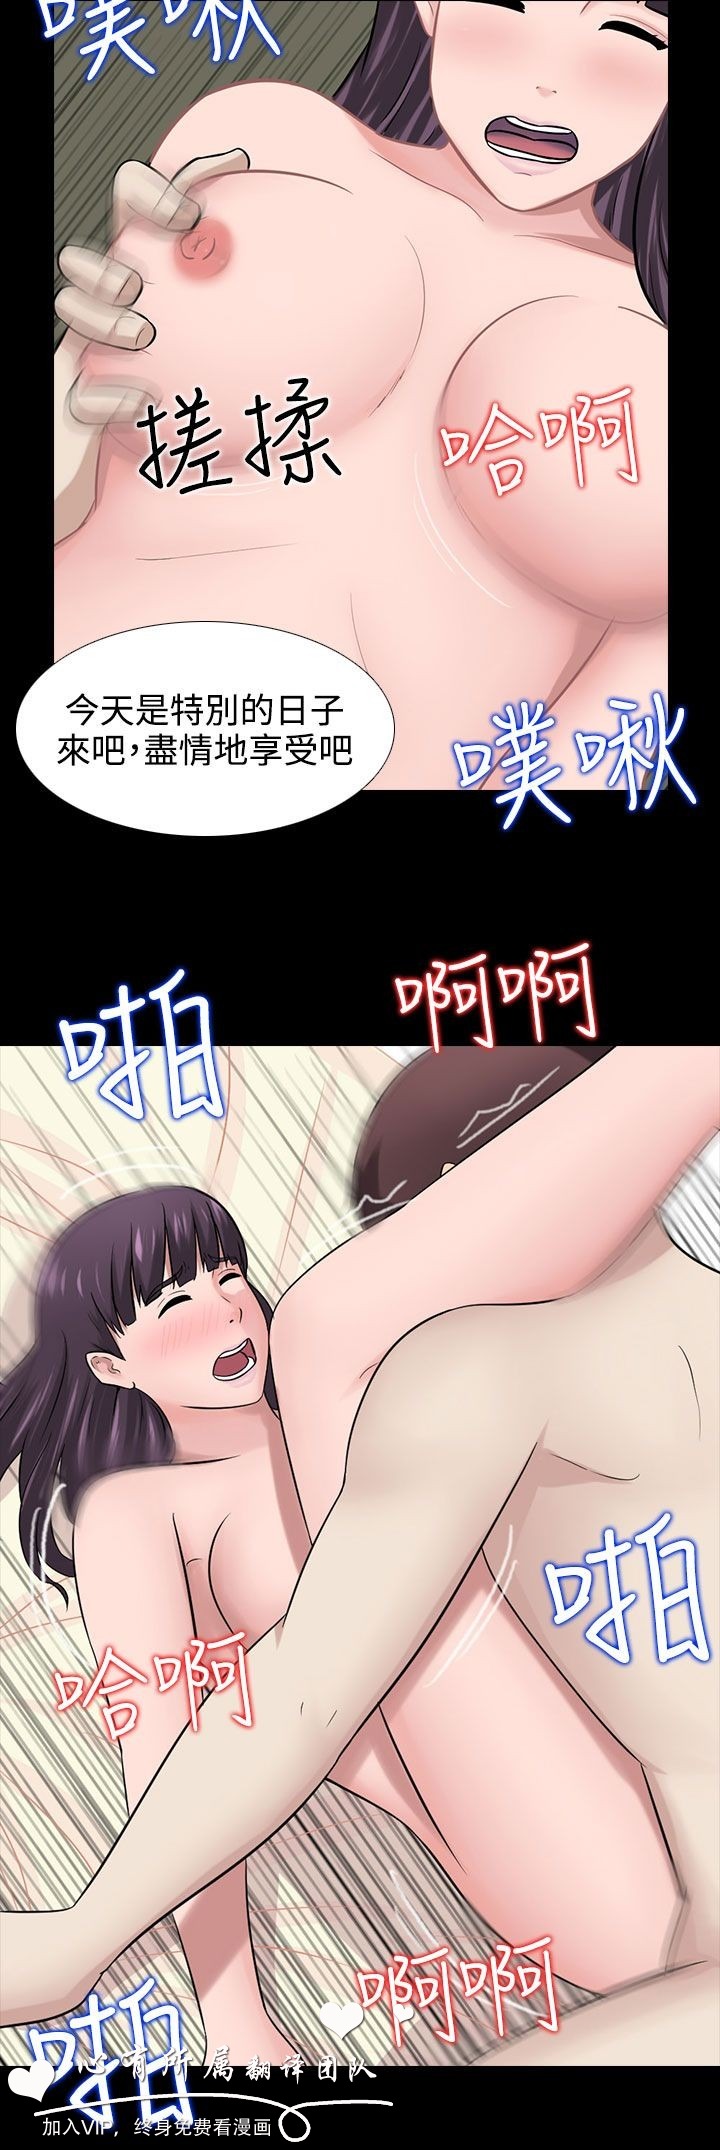 噗啾
搓揉
哈啊
今天是特別的日子
來吧,盡情地享受吧
噗啾
啊啊
啪
啪
哈啊
啊啊
啪
心有所属翻译团队
加入VIP，终身免费看漫画